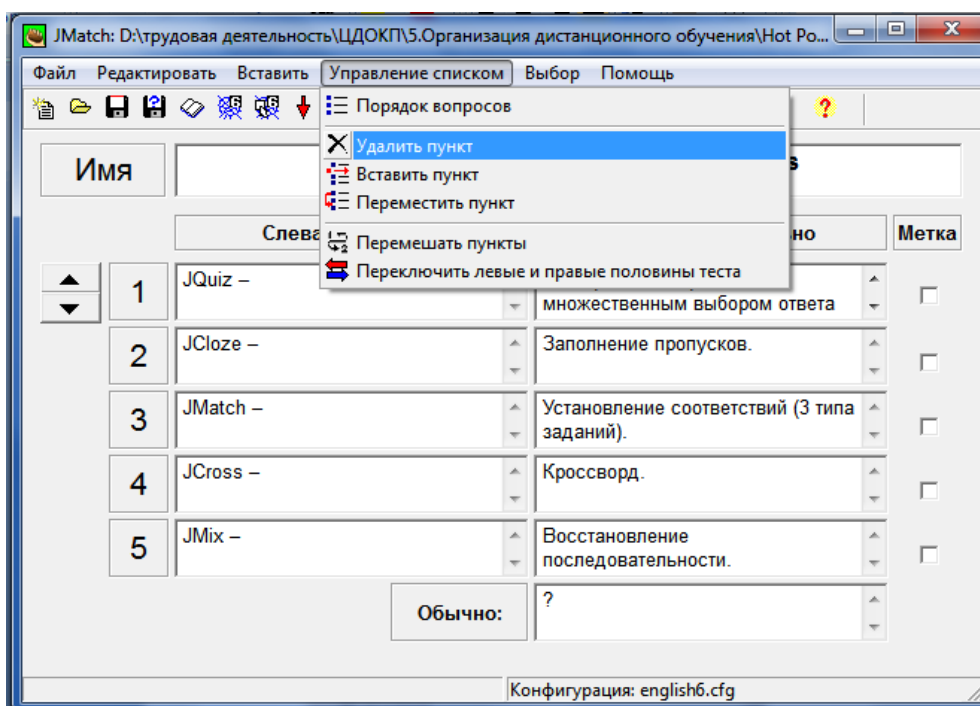 JMatch: D:\трудовая деятельность\ЦДОКП\5.Организация дистанционного обучения\Hot Po...
Файл Редактировать Вставить Управление списком Выбор Помощь
Порядок вопросов
Удалить пункт
Вставить пункт
Переместить пункт
Перемешать пункты
Переключить левые и правые половины теста
Имя
s
Слева
но
Метка
1
JQuiz –
множественным выбором ответа
2
JCloze –
Заполнение пропусков.
3
JMatch –
Установление соответствий (3 типа
заданий).
4
JCross –
Кроссворд.
5
JMix –
Восстановление
последовательности.
Обычно:
?
Конфигурация: english6.cfg